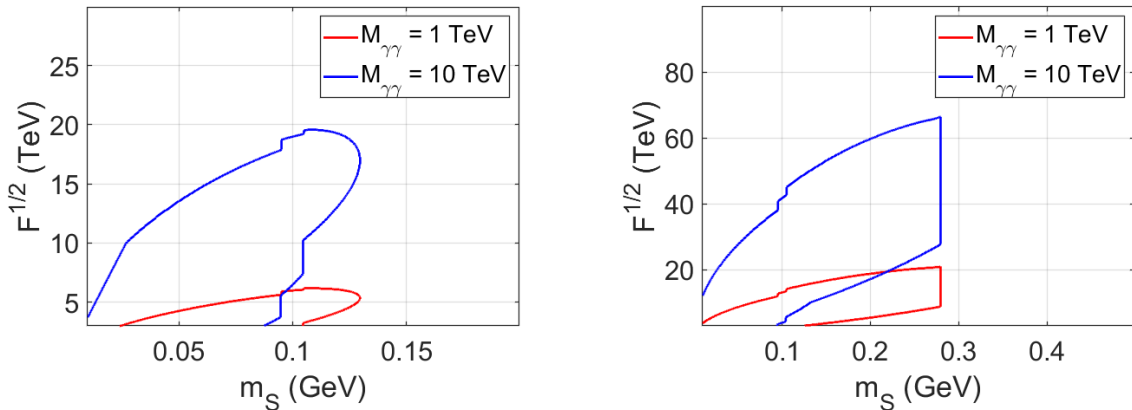 M_γγ = 1 TeV
M_γγ = 10 TeV
25
20
15
10
5
F^1/2 (TeV)
0.05 0.1 0.15
m_S (GeV)
M_γγ = 1 TeV
M_γγ = 10 TeV
80
60
40
20
F^1/2 (TeV)
0.1 0.2 0.3 0.4
m_S (GeV)